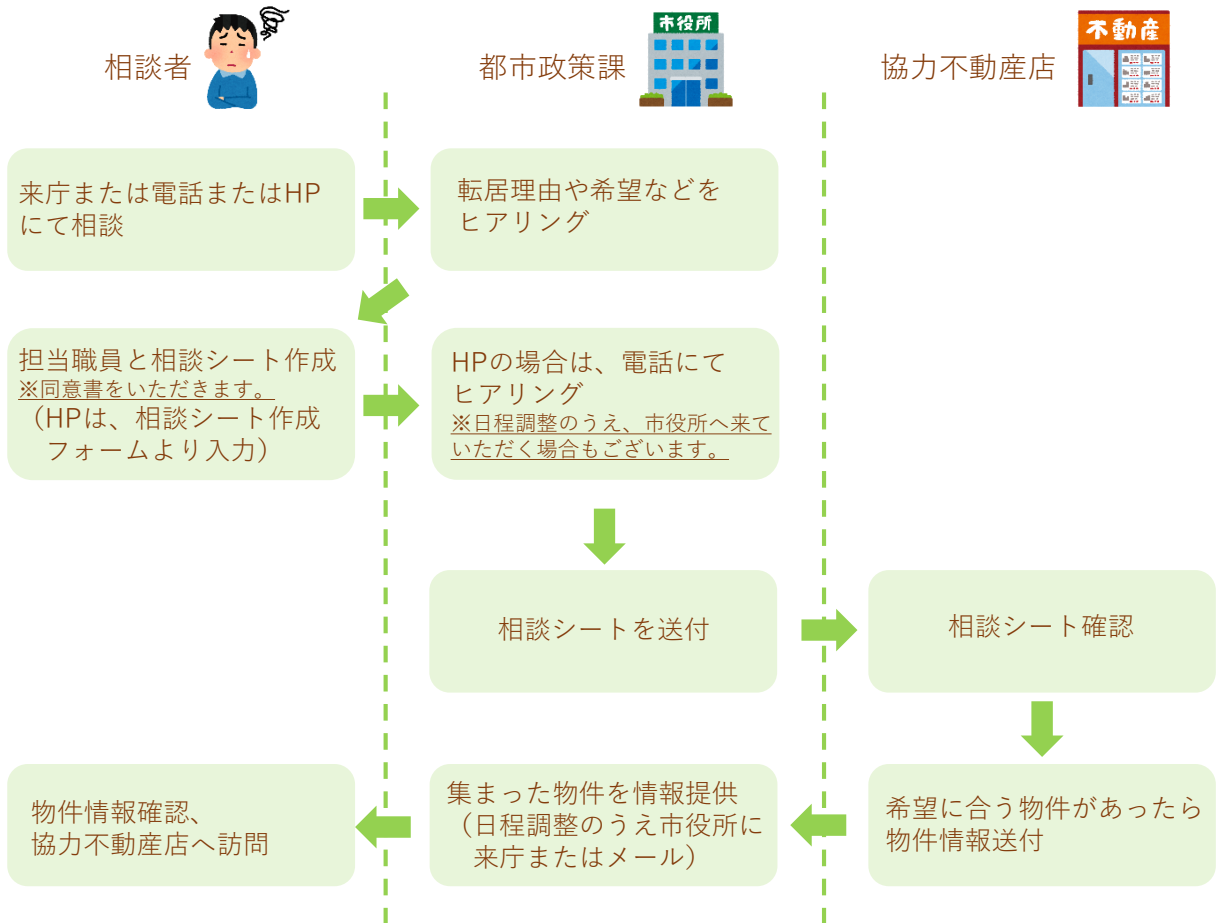 相談者
都市政策課
市役所
協力不動産店
不動産
来庁または電話またはHP
にて相談
転居理由や希望などを
ヒアリング
担当職員と相談シート作成
※同意書をいただきます。
（HPは、相談シート作成
フォームより入力）
HPの場合は、電話にて
ヒアリング
※日程調整のうえ、市役所へ来て
いただく場合もございます。
相談シートを送付
相談シート確認
希望に合う物件があったら
物件情報送付
集まった物件を情報提供
（日程調整のうえ市役所に
来庁またはメール）
物件情報確認、
協力不動産店へ訪問